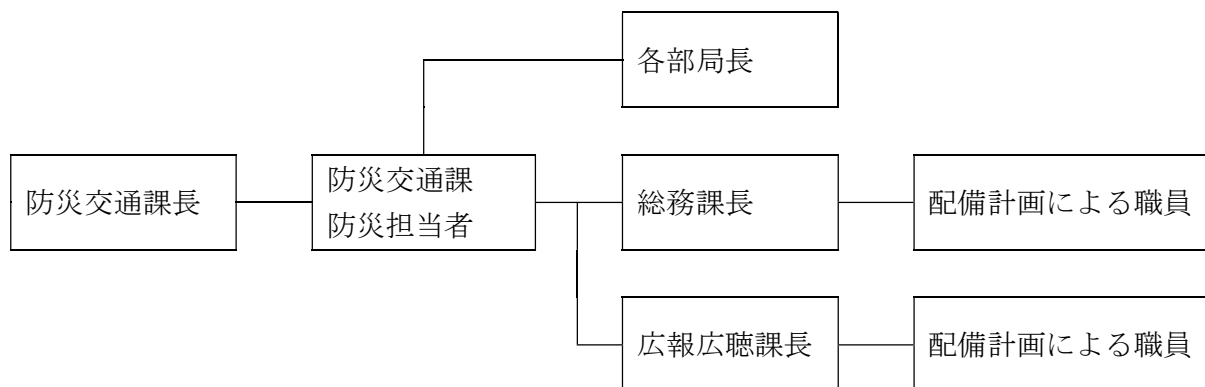 各部局長
防災交通課長
防災交通課
防災担当者
総務課長
配備計画による職員
広報広聴課長
配備計画による職員